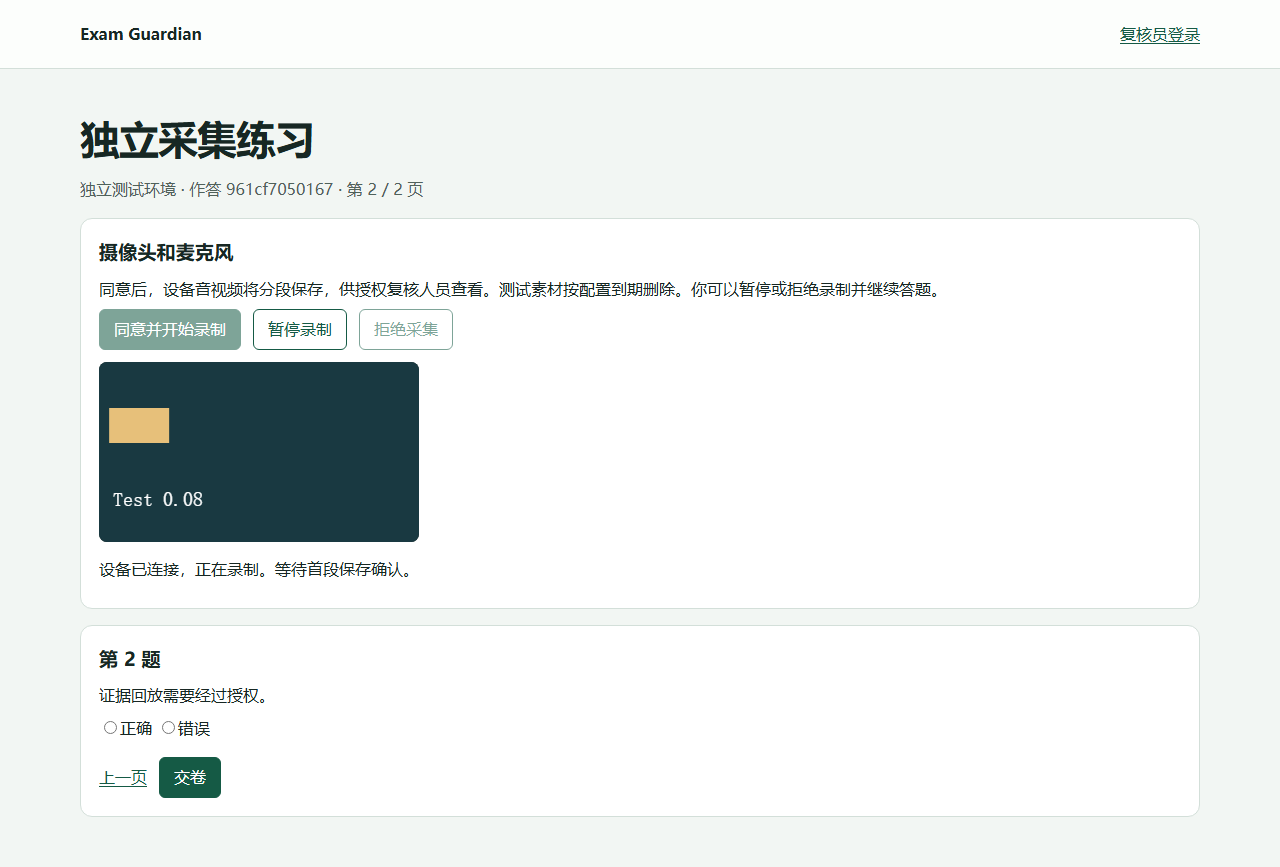 Exam Guardian
复核员登录
独立采集练习
独立测试环境 · 作答 961cf7050167 · 第 2 / 2 页
摄像头和麦克风
同意后，设备音视频将分段保存，供授权复核人员查看。测试素材按配置到期删除。你可以暂停或拒绝录制并继续答题。
同意并开始录制 暂停录制 拒绝采集
Test 0.08
设备已连接，正在录制。等待首段保存确认。
第 2 题
证据回放需要经过授权。
正确 错误
上一页 交卷